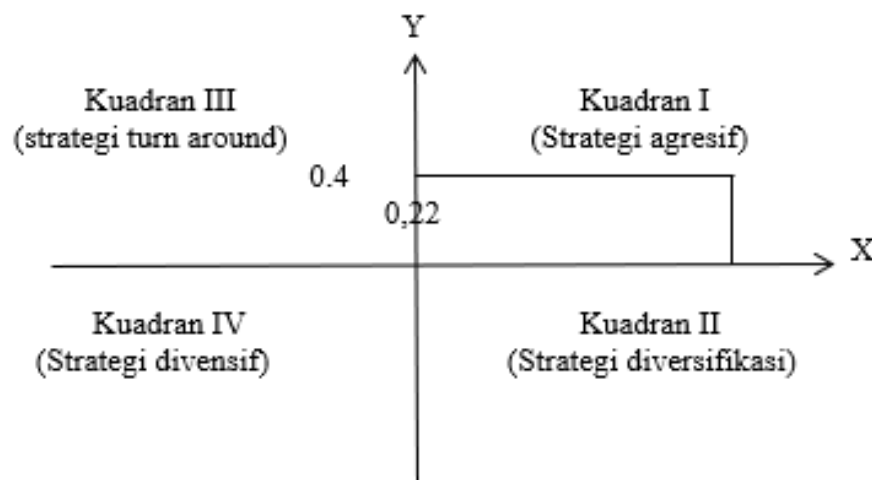 Y
Kuadran III
(strategi turn around)
Kuadran I
(Strategi agresif)
0.4
0,22
X
Kuadran IV
(Strategi divensif)
Kuadran II
(Strategi diversifikasi)